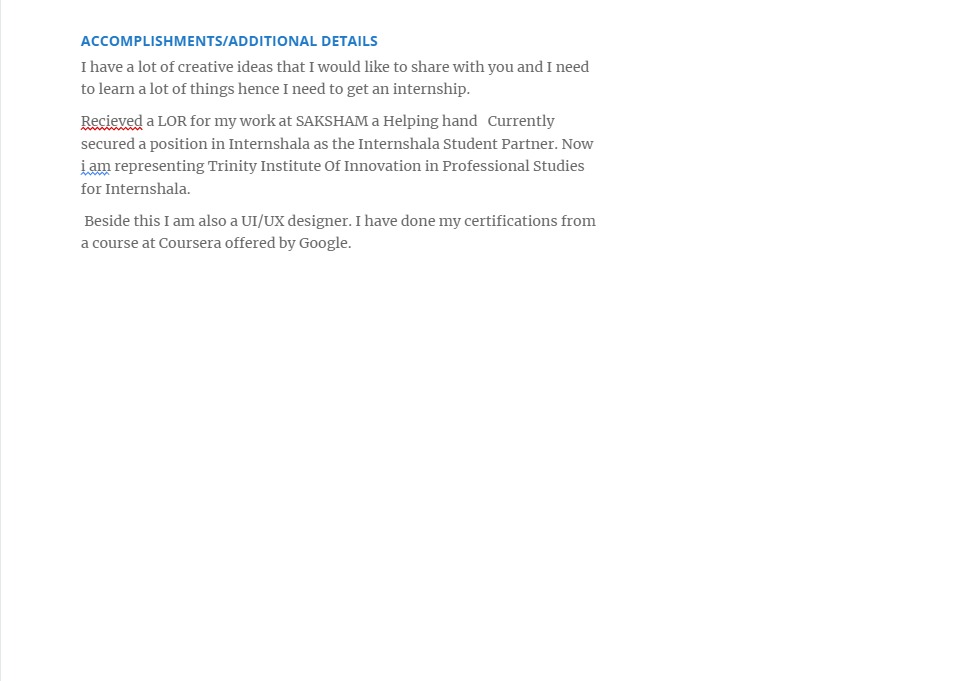 ACCOMPLISHMENTS/ADDITIONAL DETAILS
I have a lot of creative ideas that I would like to share with you and I need
to learn a lot of things hence I need to get an internship.
Recieved a LOR for my work at SAKSHAM a Helping hand   Currently
secured a position in Internshala as the Internshala Student Partner. Now
i am representing Trinity Institute Of Innovation in Professional Studies
for Internshala.
Beside this I am also a UI/UX designer. I have done my certifications from
a course at Coursera offered by Google.